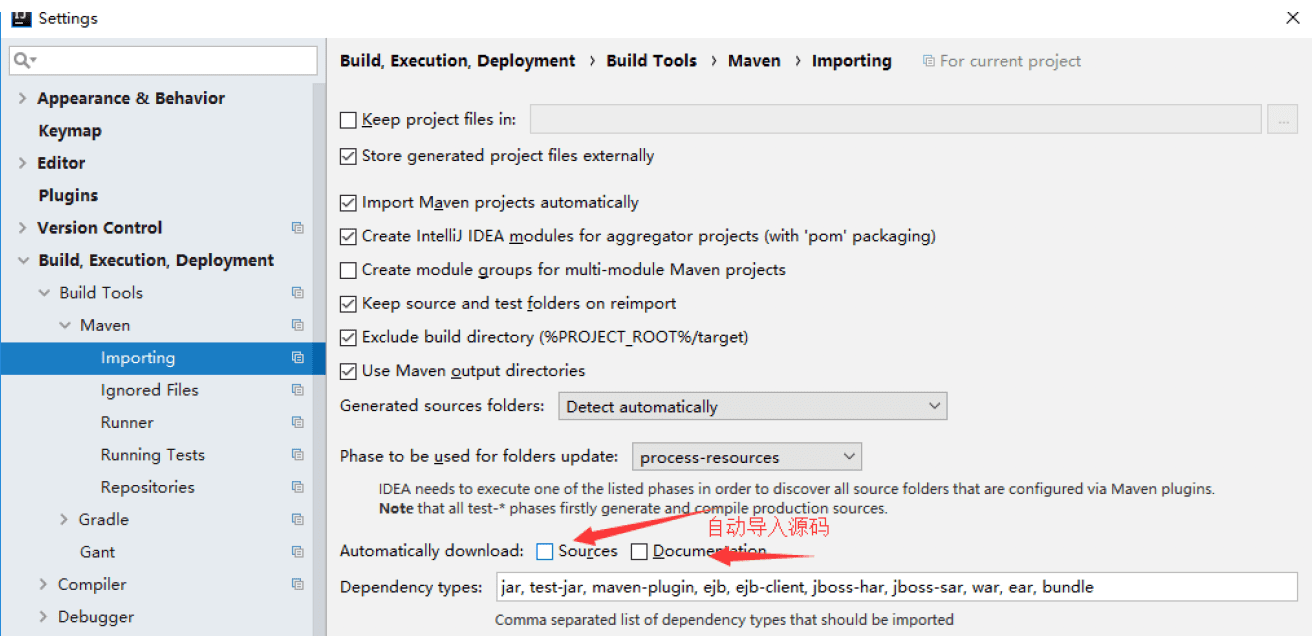 Settings
Appearance & Behavior
Keymap
Editor
Plugins
Version Control
Build, Execution, Deployment
Build Tools
Maven
Importing
Ignored Files
Runner
Running Tests
Repositories
Gradle
Gant
Compiler
Debugger
Build, Execution, Deployment › Build Tools › Maven › Importing For current project
Keep project files in: ...
Store generated project files externally
Import Maven projects automatically
Create IntelliJ IDEA modules for aggregator projects (with 'pom' packaging)
Create module groups for multi-module Maven projects
Keep source and test folders on reimport
Exclude build directory (%PROJECT_ROOT%/target)
Use Maven output directories
Generated sources folders: Detect automatically
Phase to be used for folders update: process-resources
IDEA needs to execute one of the listed phases in order to discover all source folders that are configured via Maven plugins.
Note that all test-* phases firstly generate and compile production sources.
自动导入源码
Automatically download: Sources Documentation
Dependency types: jar, test-jar, maven-plugin, ejb, ejb-client, jboss-har, jboss-sar, war, ear, bundle
Comma separated list of dependency types that should be imported